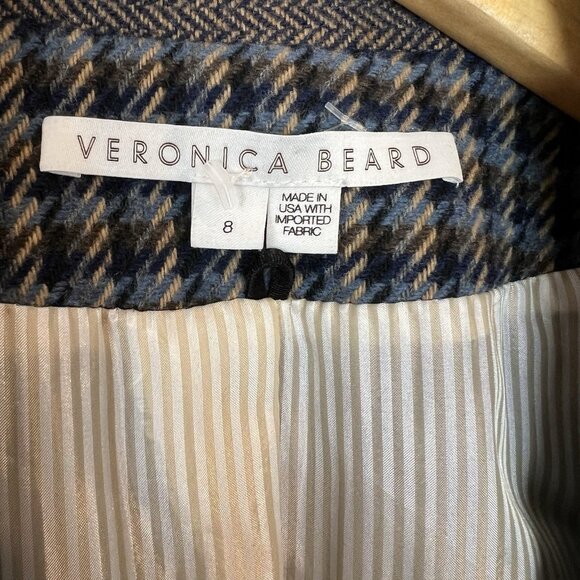 VERONICA BEARD
8
MADE IN
USA WITH
IMPORTED
FABRIC